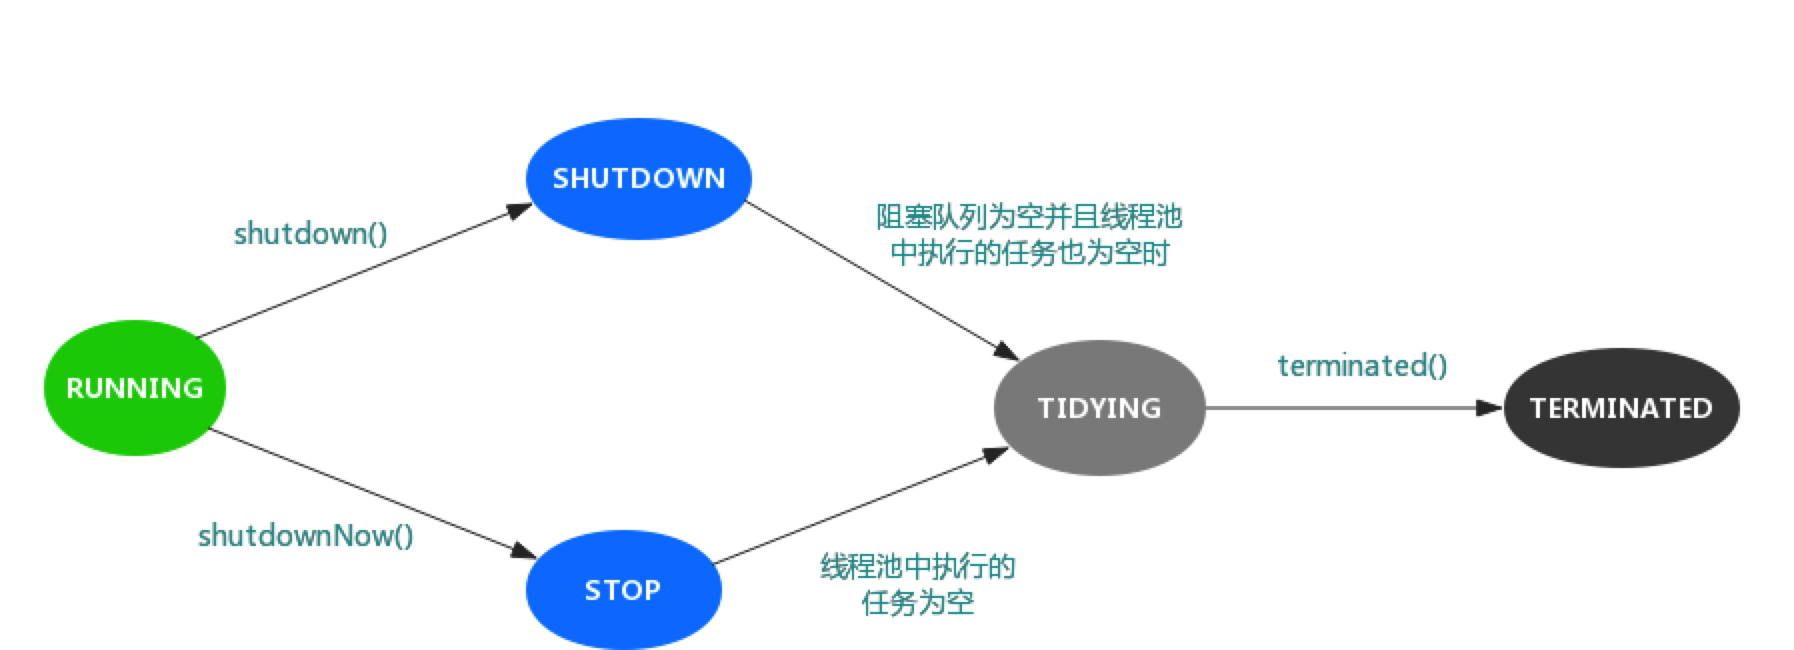 SHUTDOWN
shutdown()
阻塞队列为空并且线程池
中执行的任务也为空时
RUNNING
TIDYING
terminated()
TERMINATED
shutdownNow()
STOP
线程池中执行的
任务为空